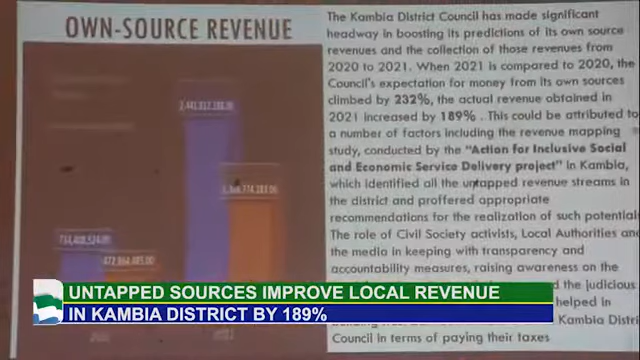 OWN-SOURCE REVENUE
The Kambia District Council has made significant
headway in boosting its predictions of its own source
revenues and the collection of those revenues from
2020 to 2021. When 2021 is compared to 2020, the
Council's expectation for money from its own sources
climbed by 232%, the actual revenue obtained in
2021 increased by 189% . This could be attributed to
a number of factors including the revenue mapping
study, conducted by the "Action for Inclusive Social
and Economic Service Delivery project" in Kambia,
which identified all the untapped revenue streams in
the district and proffered appropriate
recommendations for the realization of such potential
The role of Civil Society activists, Local Authorities and
the media in keeping with transparency and
accountability measures, raising awareness on the
d the judicious
helped in
Kambia Distri
Council in terms of paying their taxes
UNTAPPED SOURCES IMPROVE LOCAL REVENUE
IN KAMBIA DISTRICT BY 189%